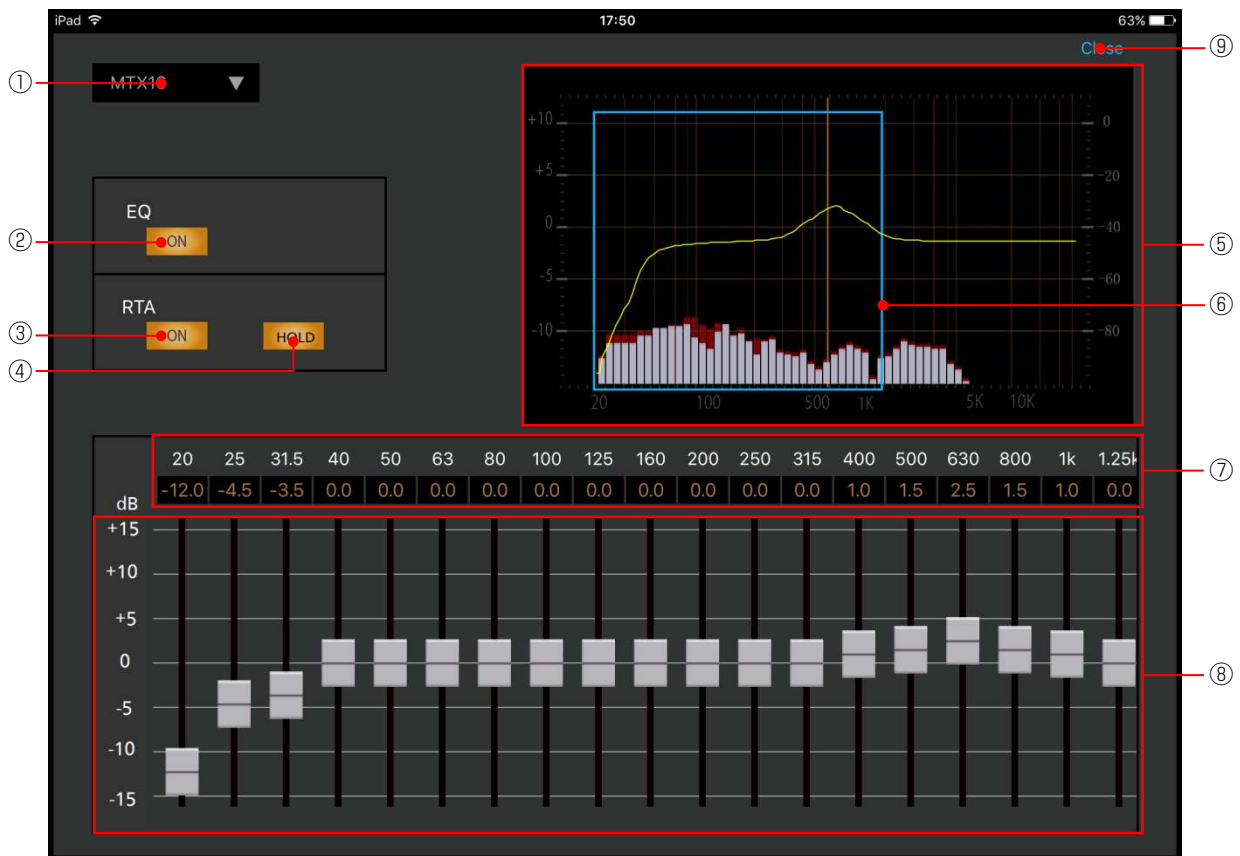 iPad 17:50 63%
Close ⑨
① MTX16
+10 0
+5 -20
0 -40
-5 -60
-10 -80
20 100 500 1K 5K 10K
⑤
⑥
EQ
② ON
RTA
③ ON HOLD
④
20 25 31.5 40 50 63 80 100 125 160 200 250 315 400 500 630 800 1k 1.25k
⑦
-12.0 -4.5 -3.5 0.0 0.0 0.0 0.0 0.0 0.0 0.0 0.0 0.0 0.0 1.0 1.5 2.5 1.5 1.0 0.0
dB
+15
+10
+5
0
-5
-10
-15
⑧